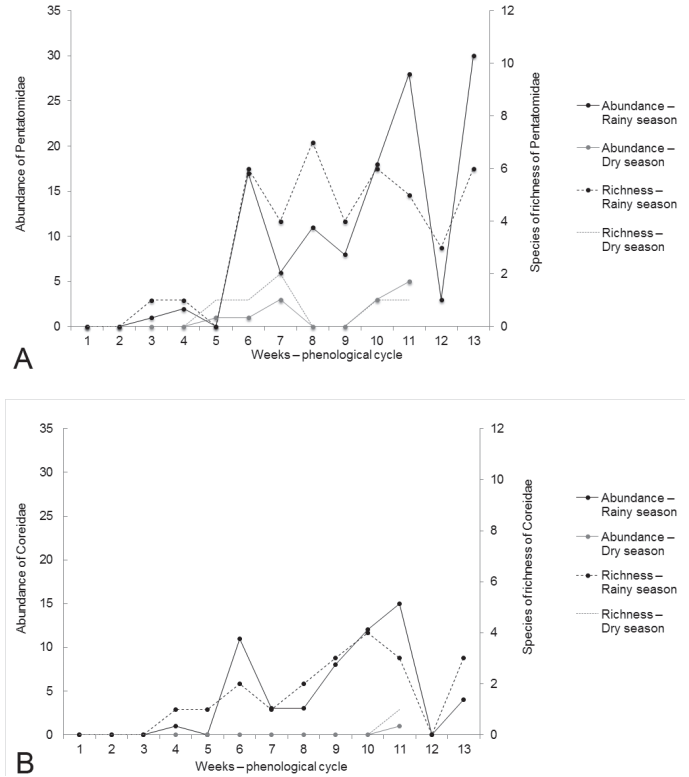 35
30
25
20
15
10
5
0
Abundance of Pentatomidae
12
10
8
6
4
2
0
Species of richness of Pentatomidae
1 2 3 4 5 6 7 8 9 10 11 12 13
Weeks – phenological cycle
Abundance –
Rainy season
Abundance –
Dry season
Richness –
Rainy season
Richness –
Dry season
A
35
30
25
20
15
10
5
0
Abundance of Coreidae
12
10
8
6
4
2
0
Species of richness of Coreidae
1 2 3 4 5 6 7 8 9 10 11 12 13
Weeks – phenological cycle
Abundance –
Rainy season
Abundance –
Dry season
Richness –
Rainy season
Richness –
Dry season
B